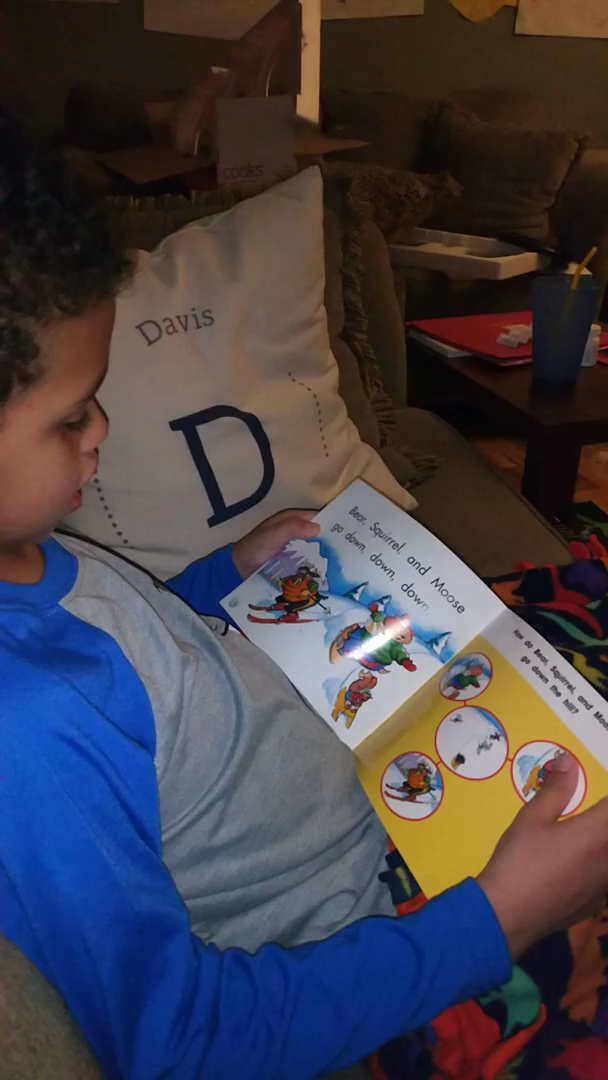 cooks
Davis
D
Bear, Squirrel, and Moose
go down, down, down.
How do Bear, Squirrel, and Moose
go down the hill?